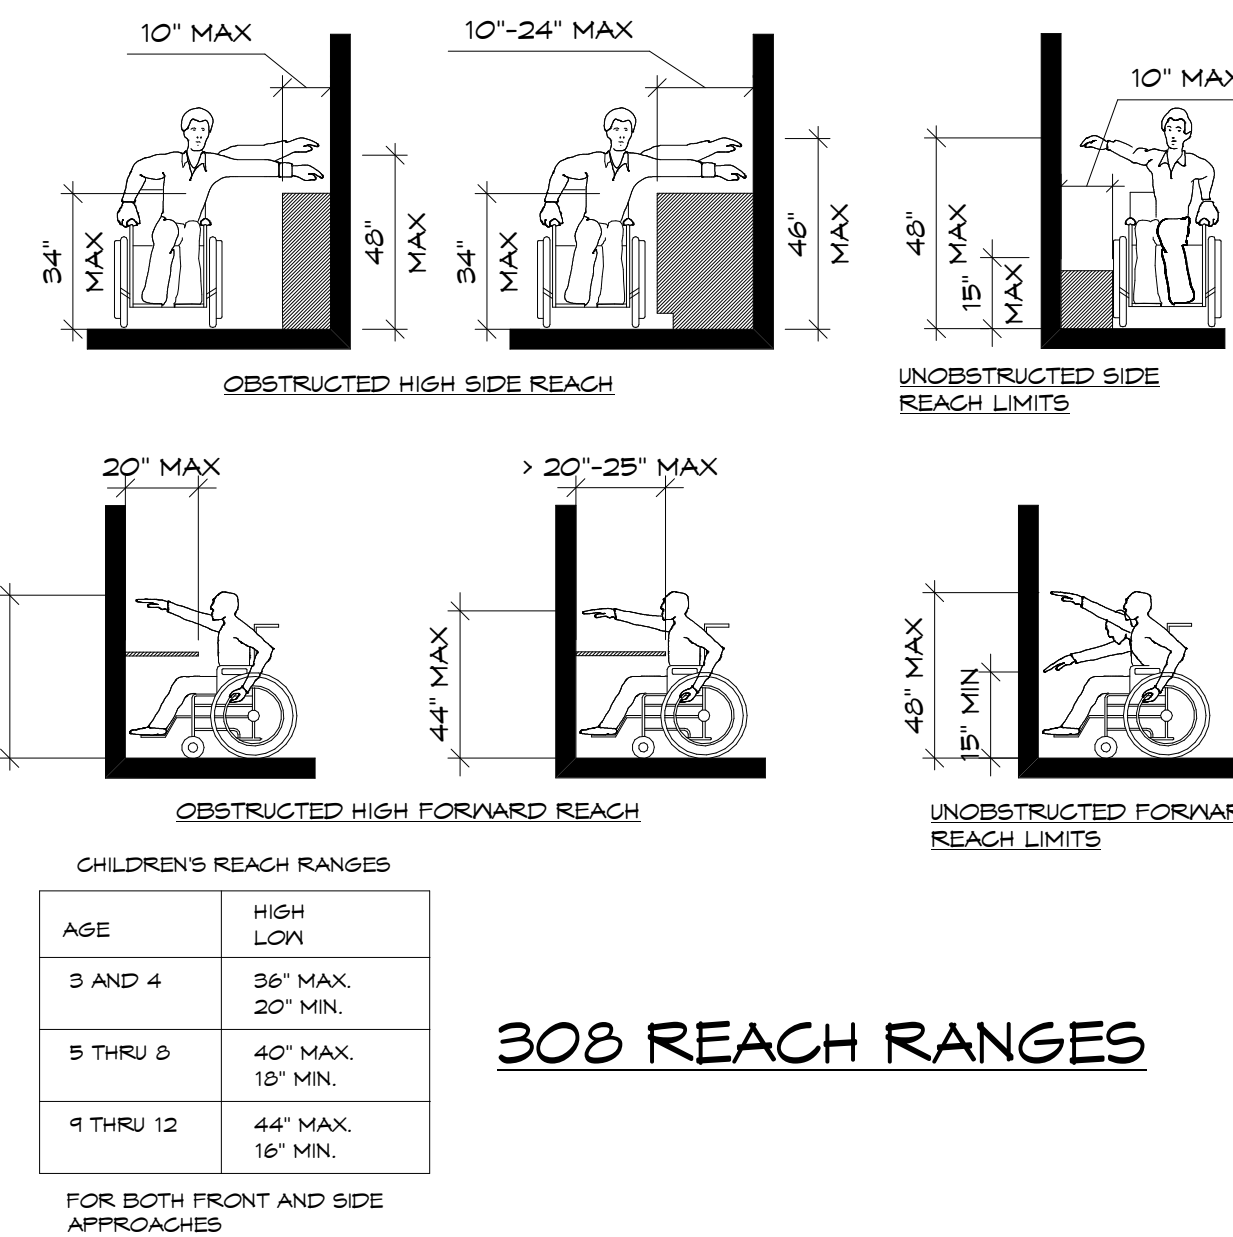 10" MAX
10"-24" MAX
10" MAX
34"
MAX
48"
MAX
34"
MAX
46"
MAX
48"
MAX
15"
MAX
OBSTRUCTED HIGH SIDE REACH
UNOBSTRUCTED SIDE
REACH LIMITS
20" MAX
> 20"-25" MAX
44" MAX
48" MAX
15" MIN
OBSTRUCTED HIGH FORWARD REACH
UNOBSTRUCTED FORWAR
REACH LIMITS
CHILDREN'S REACH RANGES
AGE
HIGH
LOW
3 AND 4
36" MAX.
20" MIN.
5 THRU 8
40" MAX.
18" MIN.
9 THRU 12
44" MAX.
16" MIN.
FOR BOTH FRONT AND SIDE
APPROACHES
308 REACH RANGES